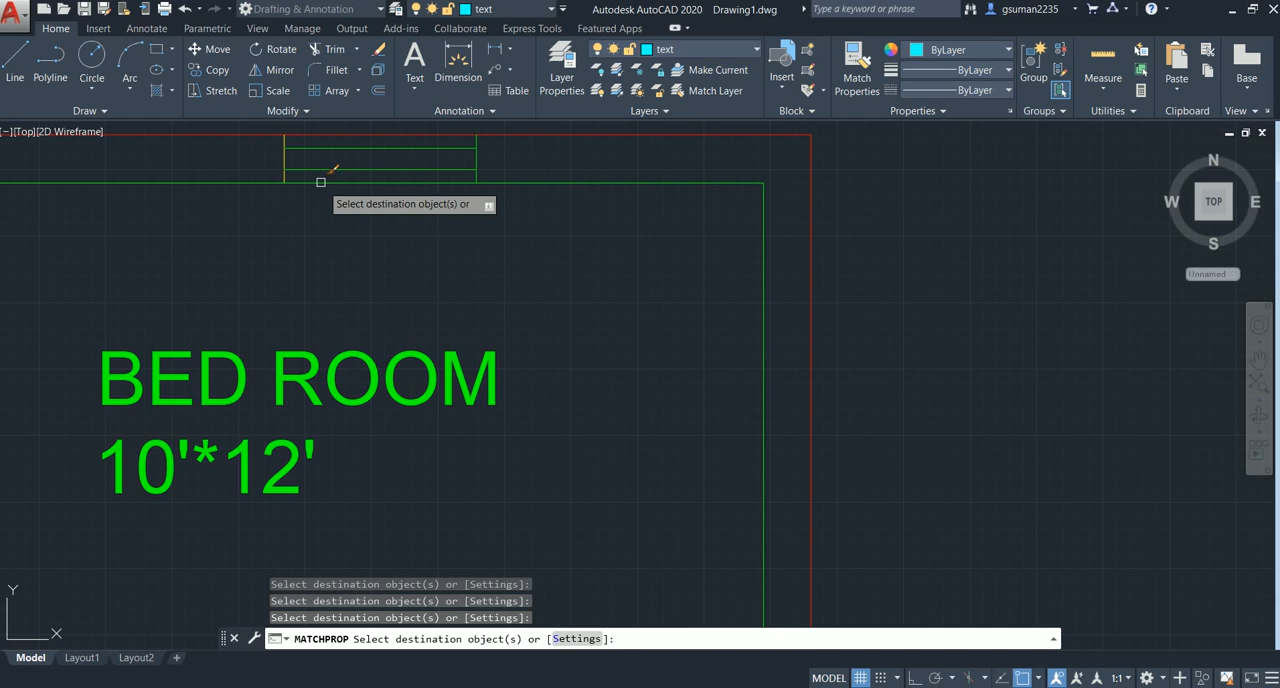 Drafting & Annotation
text
Autodesk AutoCAD 2020 Drawing1.dwg
Type a keyword or phrase
gsuman2235
Home Insert Annotate Parametric View Manage Output Add-ins Collaborate Express Tools Featured Apps
Line
Polyline
Circle
Arc
Draw
Move
Rotate
Trim
Copy
Mirror
Fillet
Stretch
Scale
Array
Modify
Text
Dimension
Table
Annotation
Layer
Properties
text
Make Current
Match Layer
Layers
Insert
Block
Match
Properties
ByLayer
ByLayer
ByLayer
Properties
Group
Groups
Measure
Utilities
Paste
Clipboard
Base
View
[−][Top][2D Wireframe]
N
W
TOP
E
S
Unnamed
Select destination object(s) or
BED ROOM
10'*12'
Y
X
Select destination object(s) or [Settings]:
Select destination object(s) or [Settings]:
Select destination object(s) or [Settings]:
MATCHPROP Select destination object(s) or [Settings]:
Model Layout1 Layout2 +
MODEL
1:1